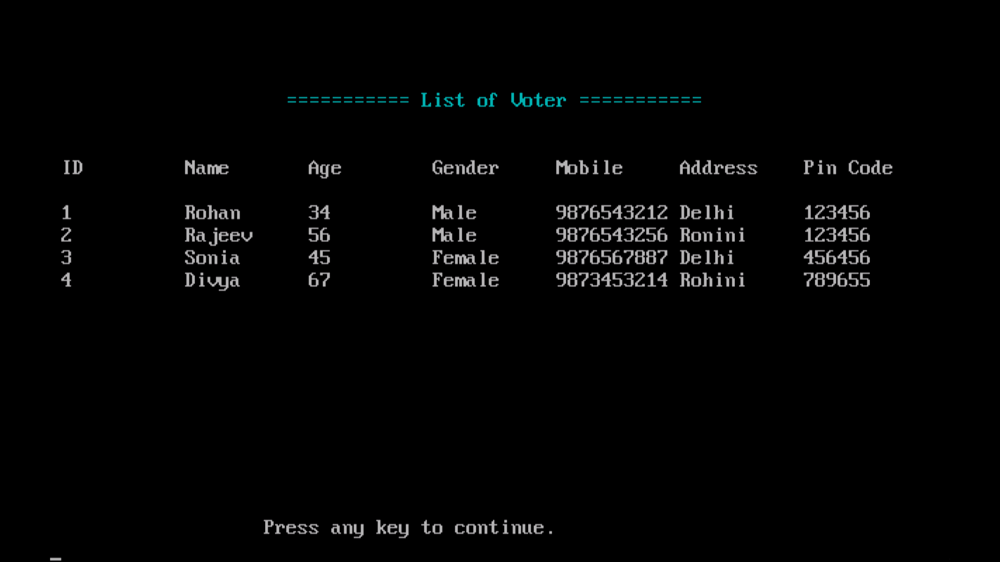 =========== List of Voter ===========
ID Name Age Gender Mobile Address Pin Code
1 Rohan 34 Male 9876543212 Delhi 123456
2 Rajeev 56 Male 9876543256 Ronini 123456
3 Sonia 45 Female 9876567887 Delhi 456456
4 Divya 67 Female 9873453214 Rohini 789655
Press any key to continue.